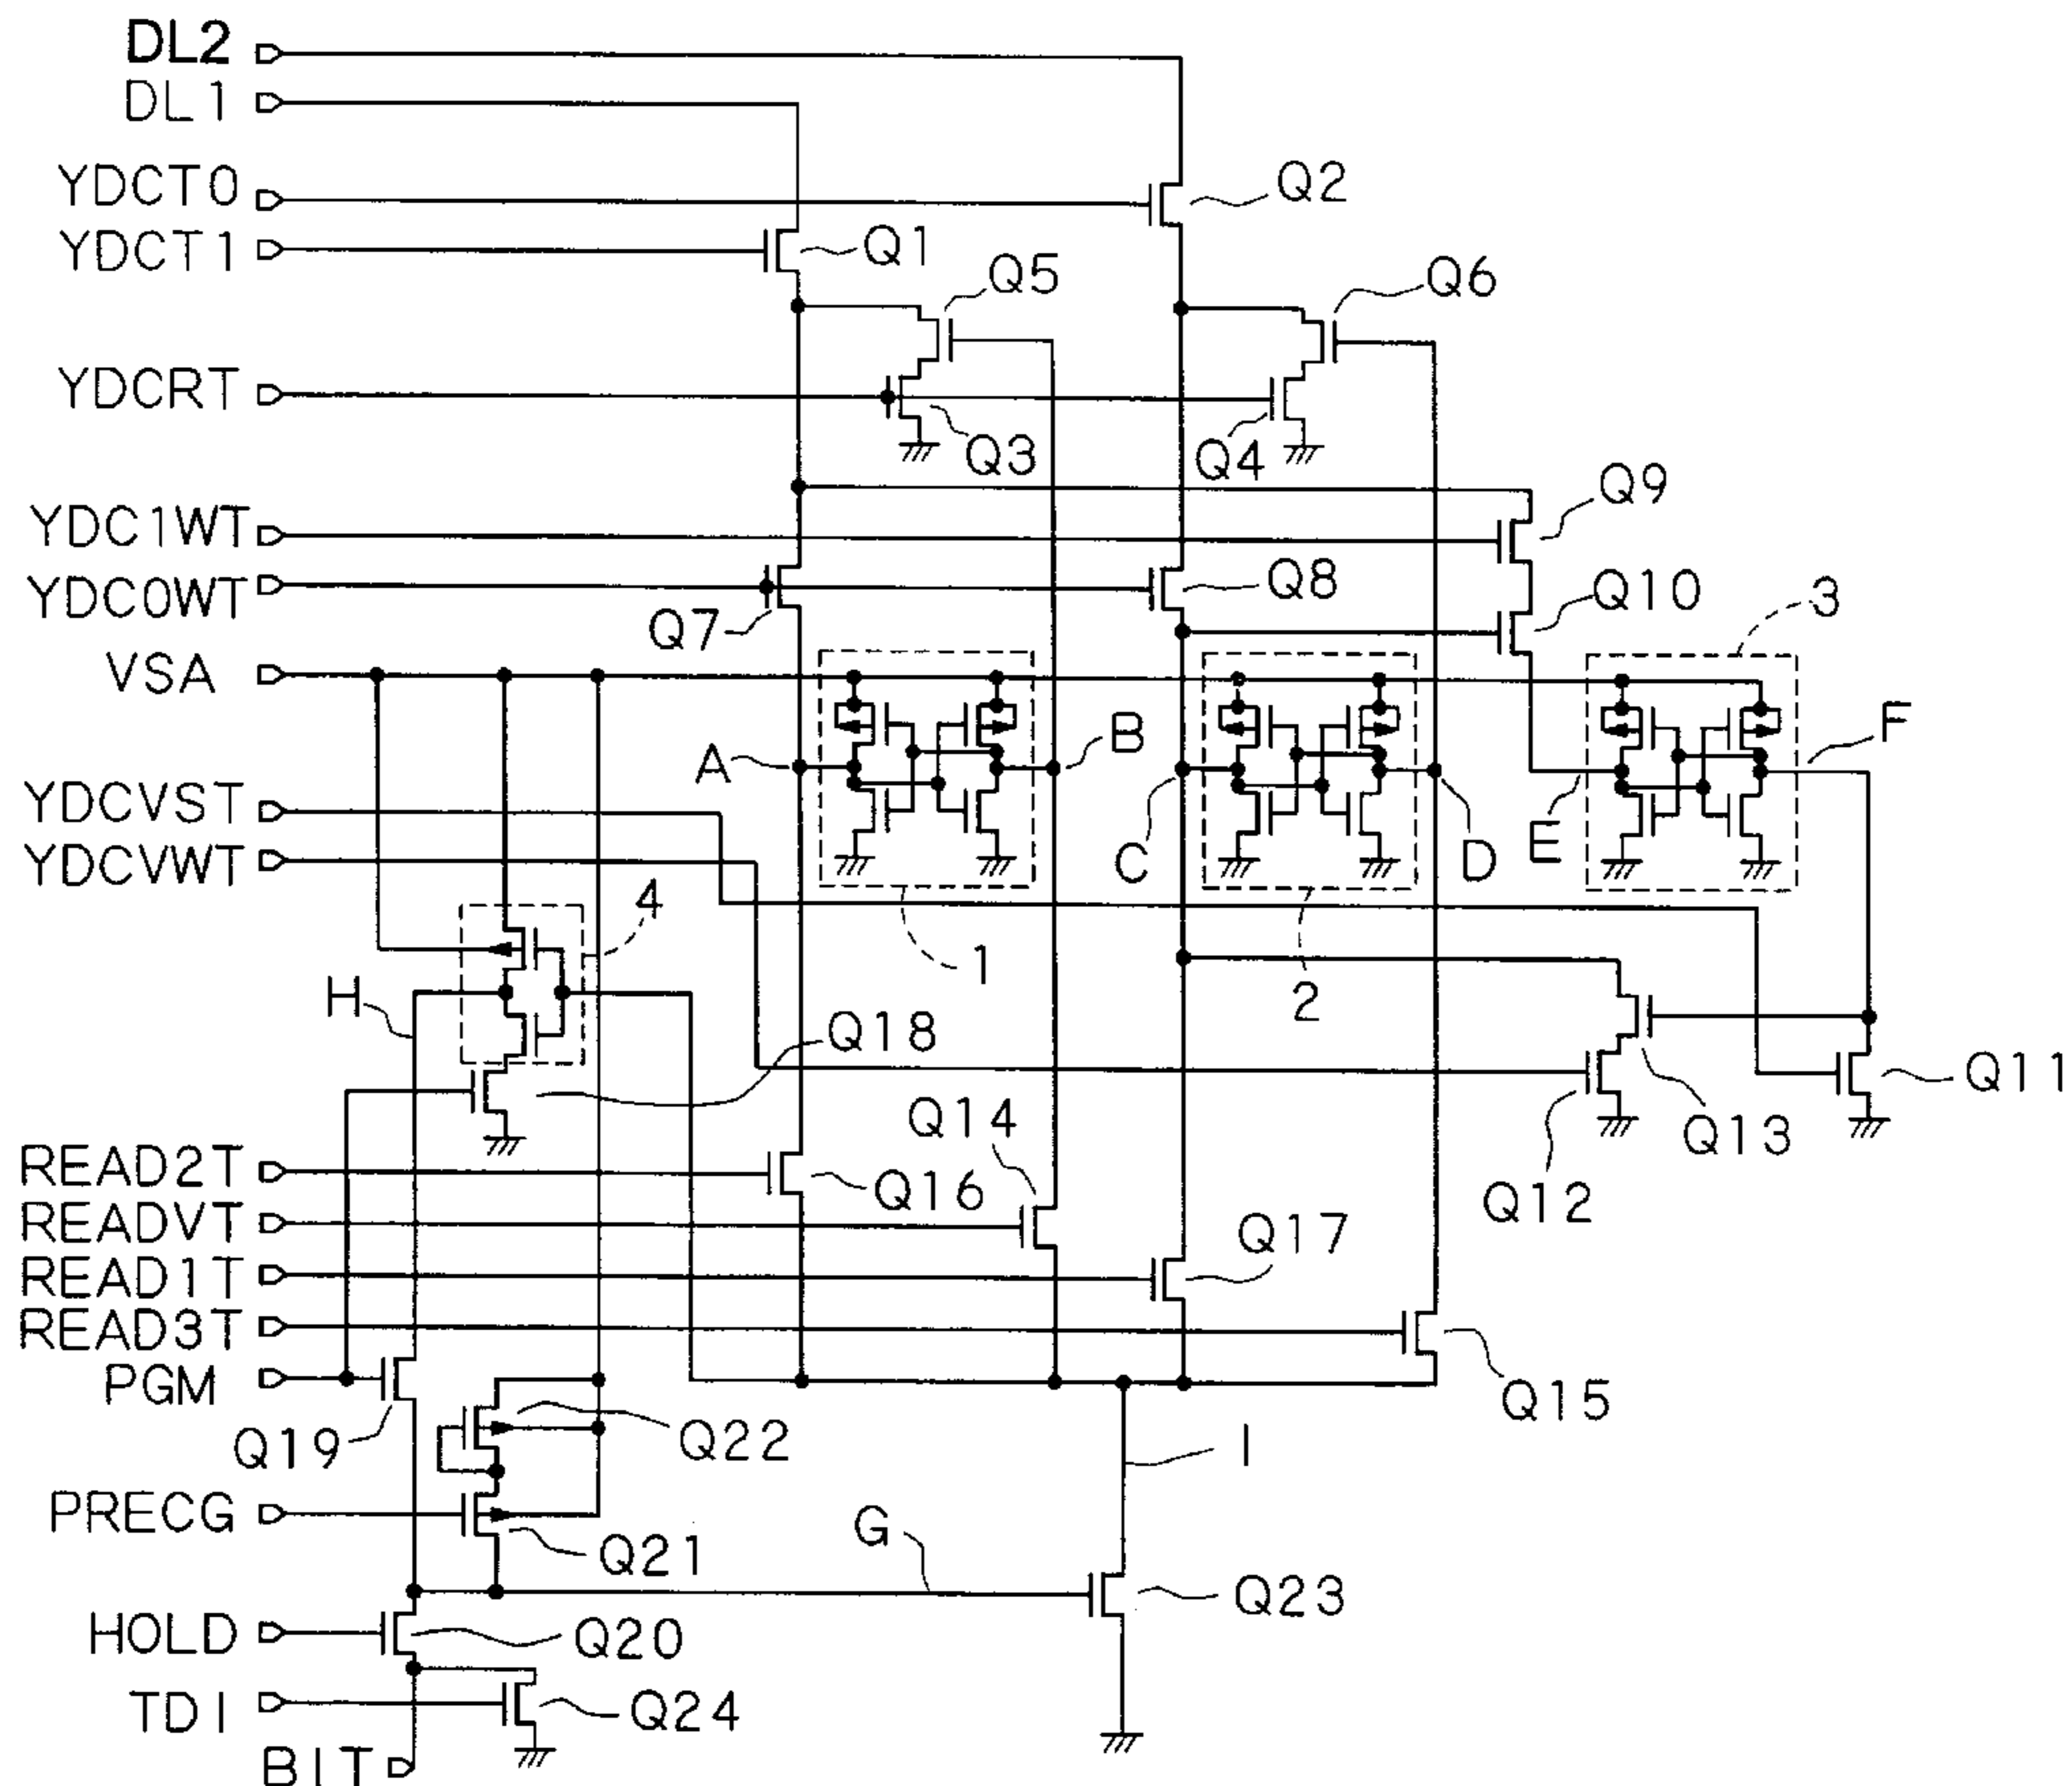 DL2
DL1
YDCT0
Q2
YDCT1
Q1
Q5
Q6
YDCRT
Q3
Q4
Q9
YDC1WT
YDC0WT
Q8
Q10
3
Q7
VSA
A
B
F
YDCVST
YDCVWT
C
D
E
4
1
2
H
Q18
Q11
Q14
Q13
READ2T
Q16
Q12
READVT
Q17
READ1T
READ3T
PGM
Q15
Q19
Q22
I
PRECG
G
Q21
Q23
HOLD
Q20
TDI
Q24
BIT